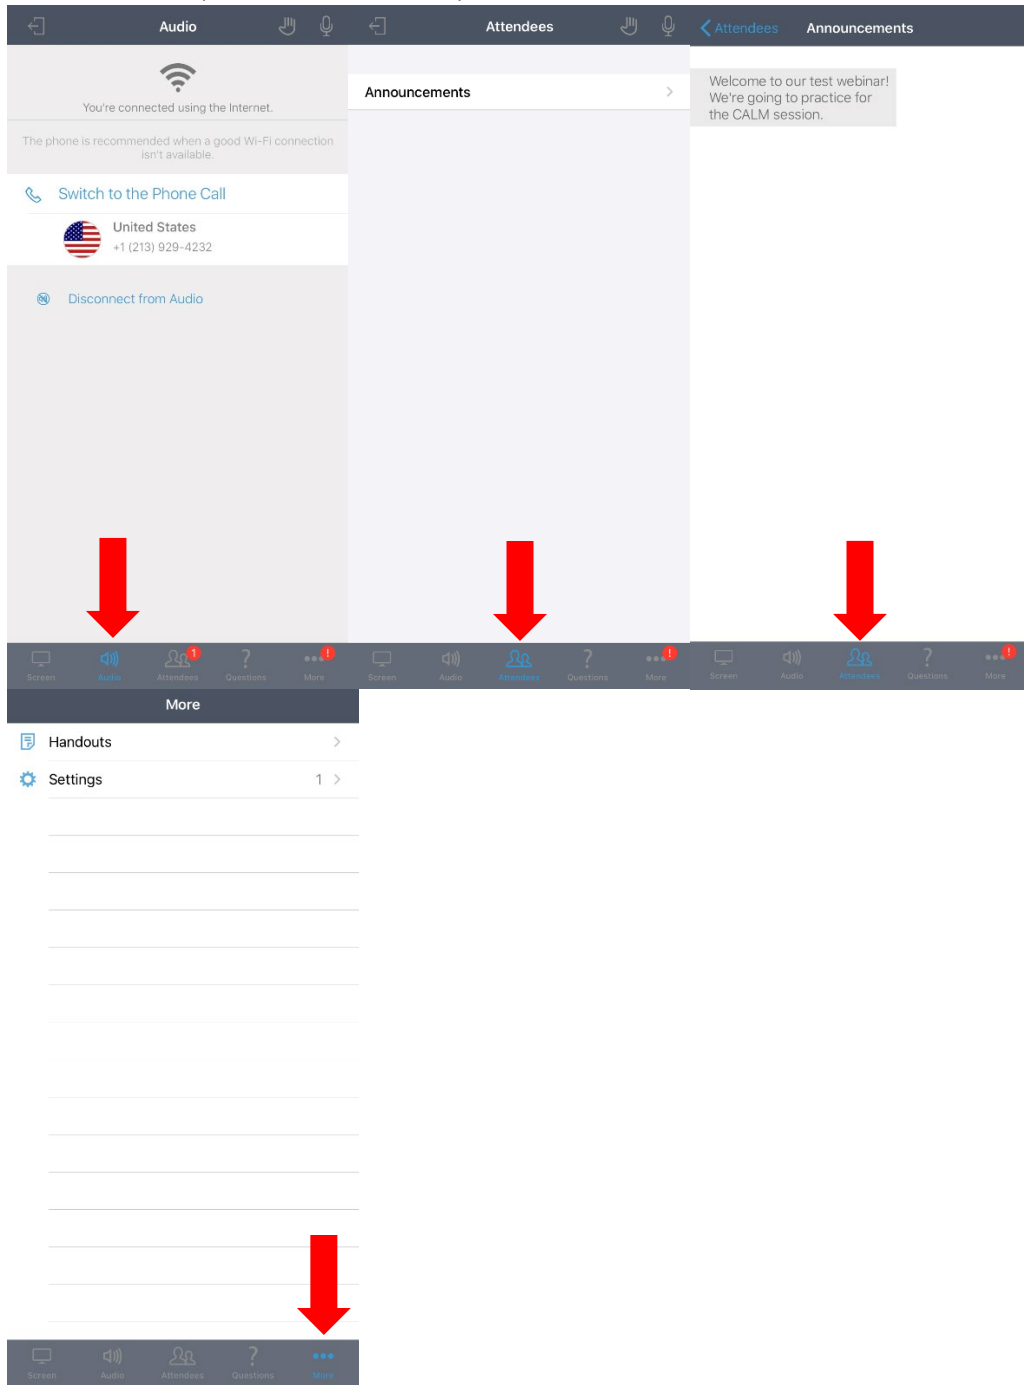 Audio
You're connected using the Internet.
The phone is recommended when a good Wi-Fi connection
isn't available.
Switch to the Phone Call
United States
+1 (213) 929-4232
Disconnect from Audio
Screen
Audio
1
Attendees
Questions
!
More
Attendees
Announcements
Screen
Audio
Attendees
Questions
!
More
Attendees
Announcements
Welcome to our test webinar!
We're going to practice for
the CALM session.
Screen
Audio
Attendees
Questions
!
More
More
Handouts
Settings 1
Screen
Audio
Attendees
Questions
More